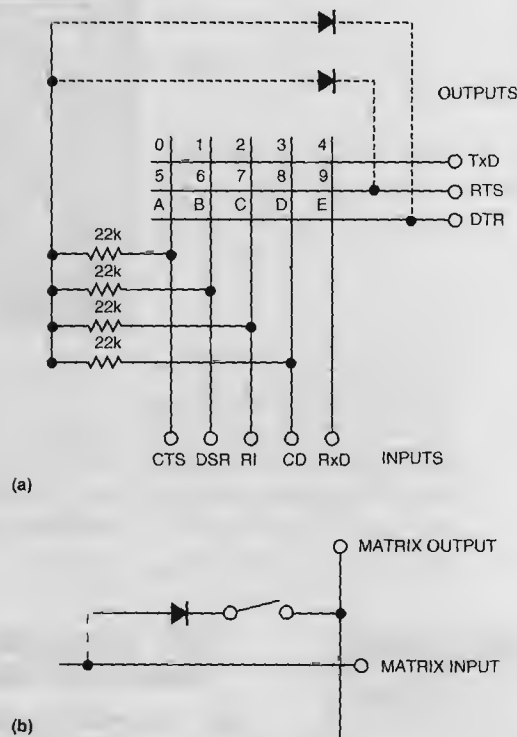 OUTPUTS
0 1 2 3 4
TxD
5 6 7 8 9
RTS
A B C D E
DTR
22k
22k
22k
22k
CTS DSR RI CD RxD INPUTS
(a)
MATRIX OUTPUT
MATRIX INPUT
(b)